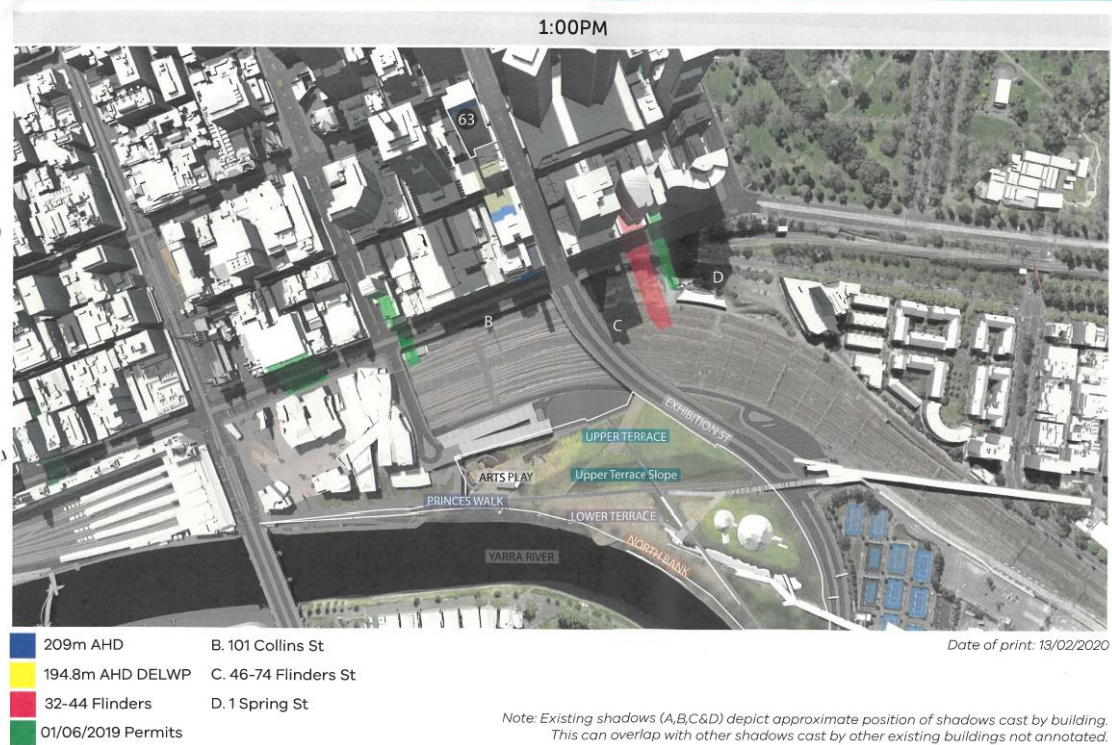 1:00PM
63
B
C
D
EXHIBITION ST
UPPER TERRACE
ARTS PLAY
Upper Terrace Slope
PRINCES WALK
LOWER TERRACE
NORTH BANK
YARRA RIVER
209m AHD
B. 101 Collins St
194.8m AHD DELWP
C. 46-74 Flinders St
32-44 Flinders
D. 1 Spring St
01/06/2019 Permits
Date of print: 13/02/2020
Note: Existing shadows (A,B,C&D) depict approximate position of shadows cast by building.
This can overlap with other shadows cast by other existing buildings not annotated.